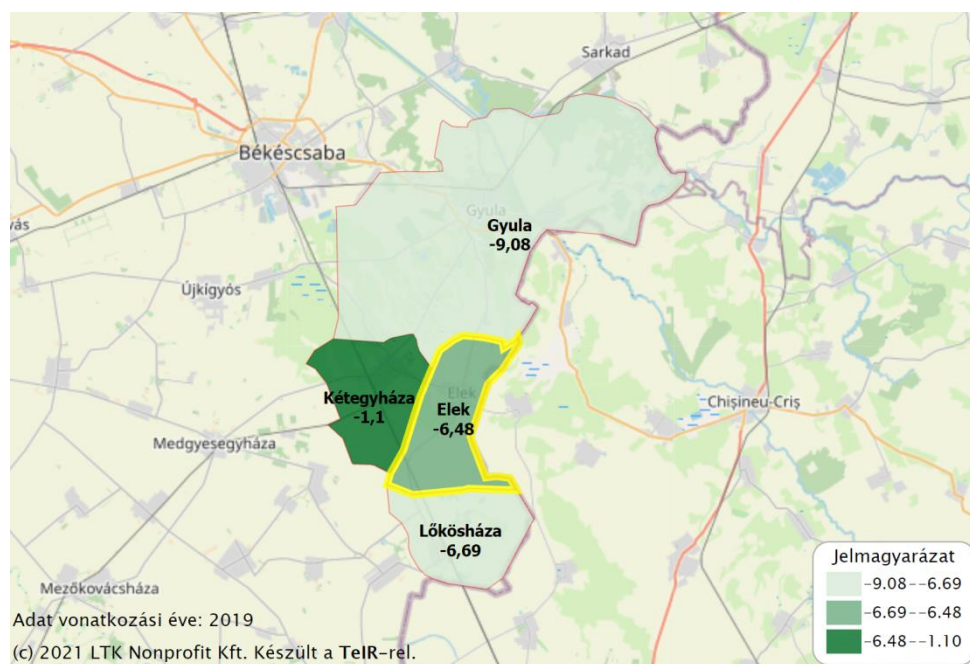 Sarkad
Békéscsaba
vás
Gyula
Gyula
-9,08
Újkígyós
Elek
Kétegyháza
-1,1
Elek
-6,48
Chișineu-Criș
Medgyesegyháza
Lőkösháza
-6,69
Mezőkovácsháza
Jelmagyarázat
-9.08--6.69
-6.69--6.48
-6.48--1.10
Adat vonatkozási éve: 2019
(c) 2021 LTK Nonprofit Kft. Készült a TeIR-rel.